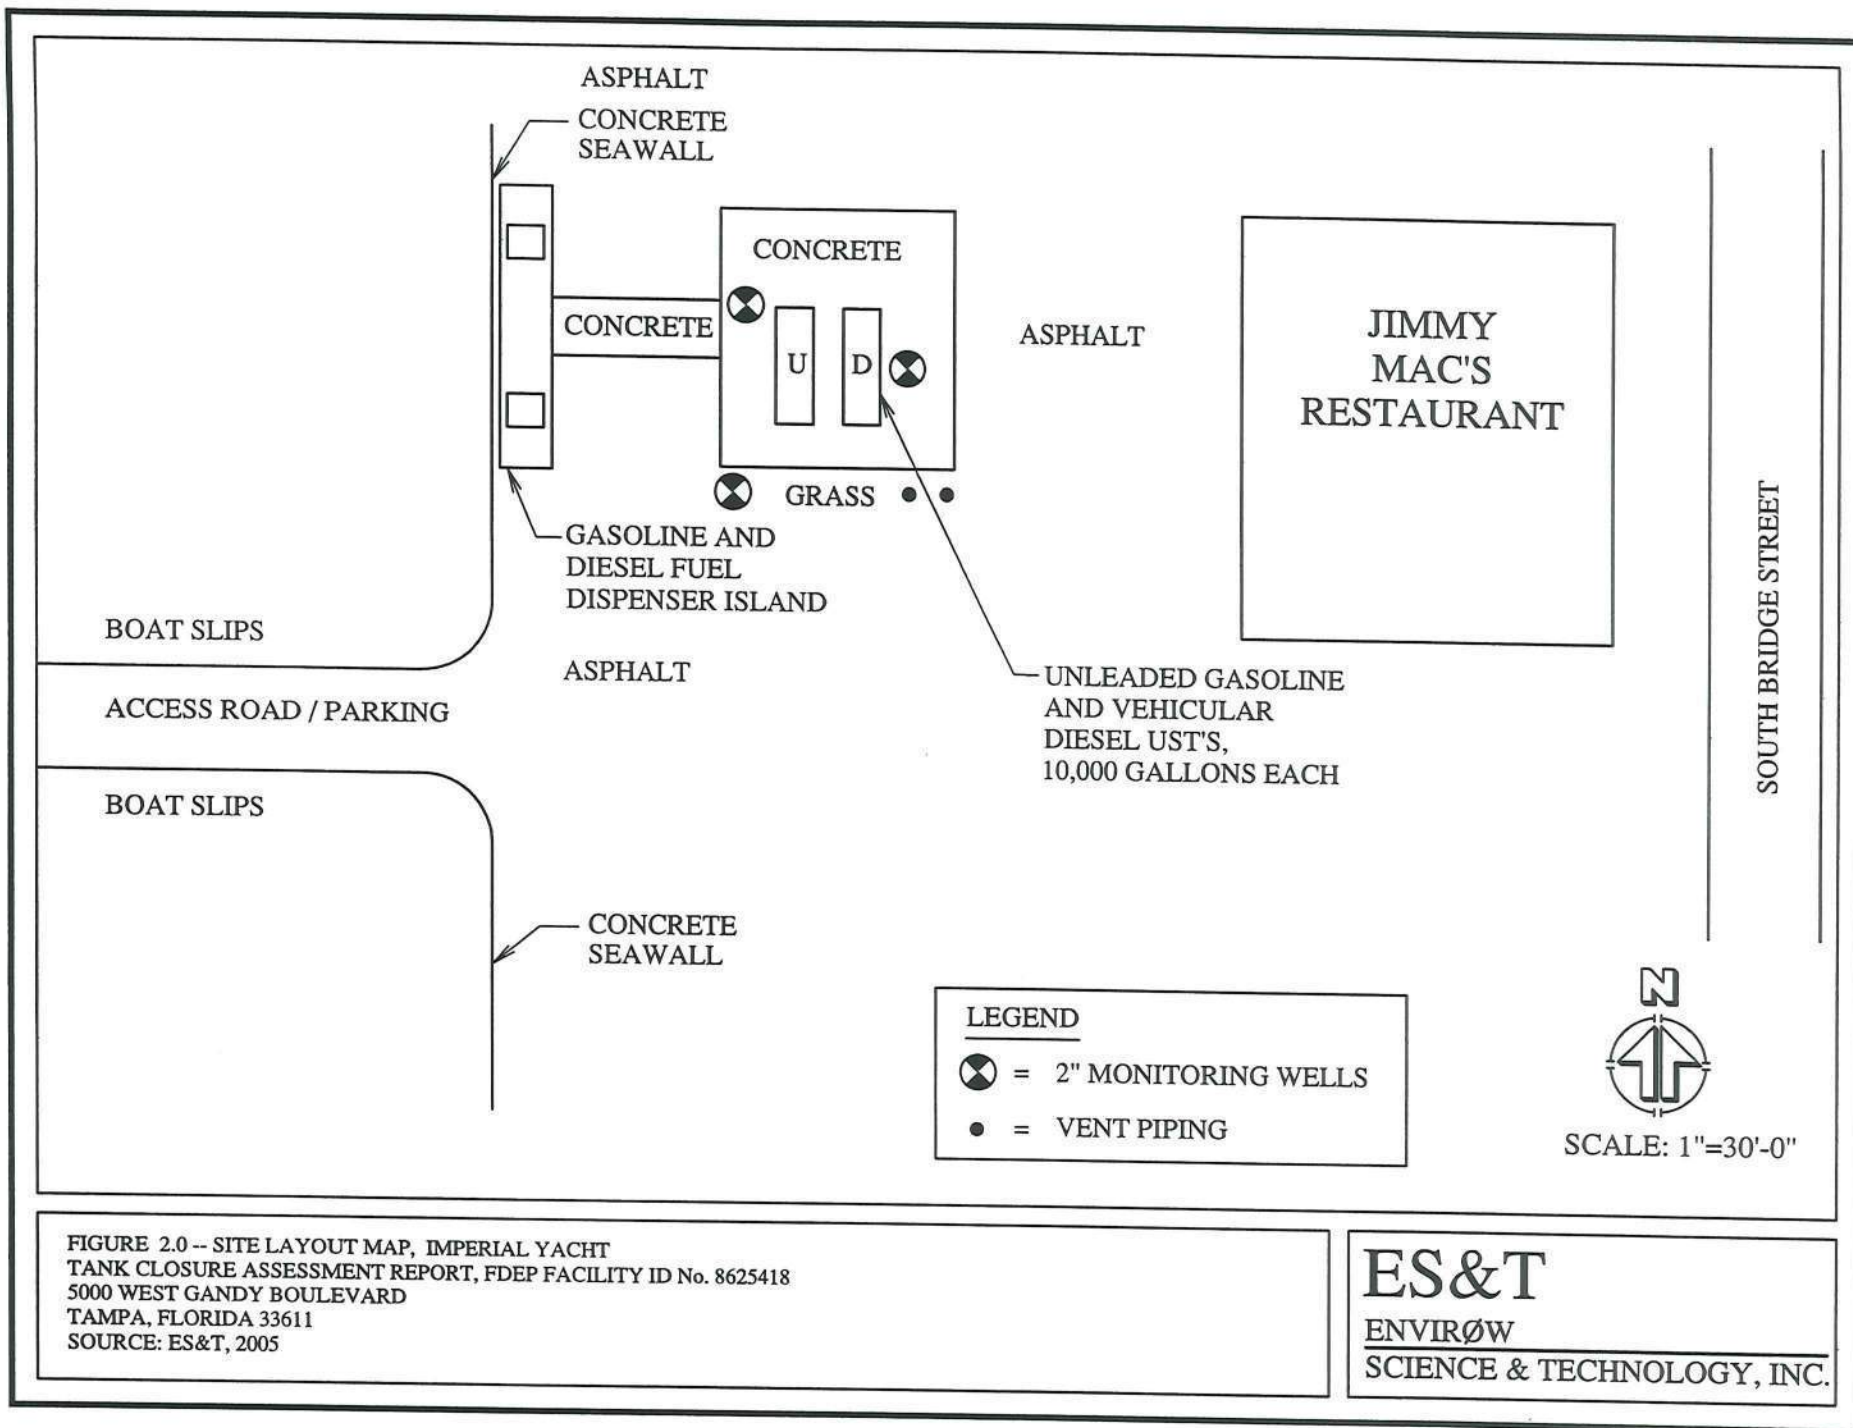 ASPHALT
CONCRETE
SEAWALL
CONCRETE
CONCRETE
U
D
ASPHALT
JIMMY
MAC'S
RESTAURANT
GRASS
GASOLINE AND
DIESEL FUEL
DISPENSER ISLAND
SOUTH BRIDGE STREET
BOAT SLIPS
ASPHALT
UNLEADED GASOLINE
AND VEHICULAR
DIESEL UST'S,
10,000 GALLONS EACH
ACCESS ROAD / PARKING
BOAT SLIPS
CONCRETE
SEAWALL
LEGEND
= 2" MONITORING WELLS
= VENT PIPING
N
SCALE: 1"=30'-0"
FIGURE 2.0 -- SITE LAYOUT MAP, IMPERIAL YACHT
TANK CLOSURE ASSESSMENT REPORT, FDEP FACILITY ID No. 8625418
5000 WEST GANDY BOULEVARD
TAMPA, FLORIDA 33611
SOURCE: ES&T, 2005
ES&T
ENVIRØW
SCIENCE & TECHNOLOGY, INC.